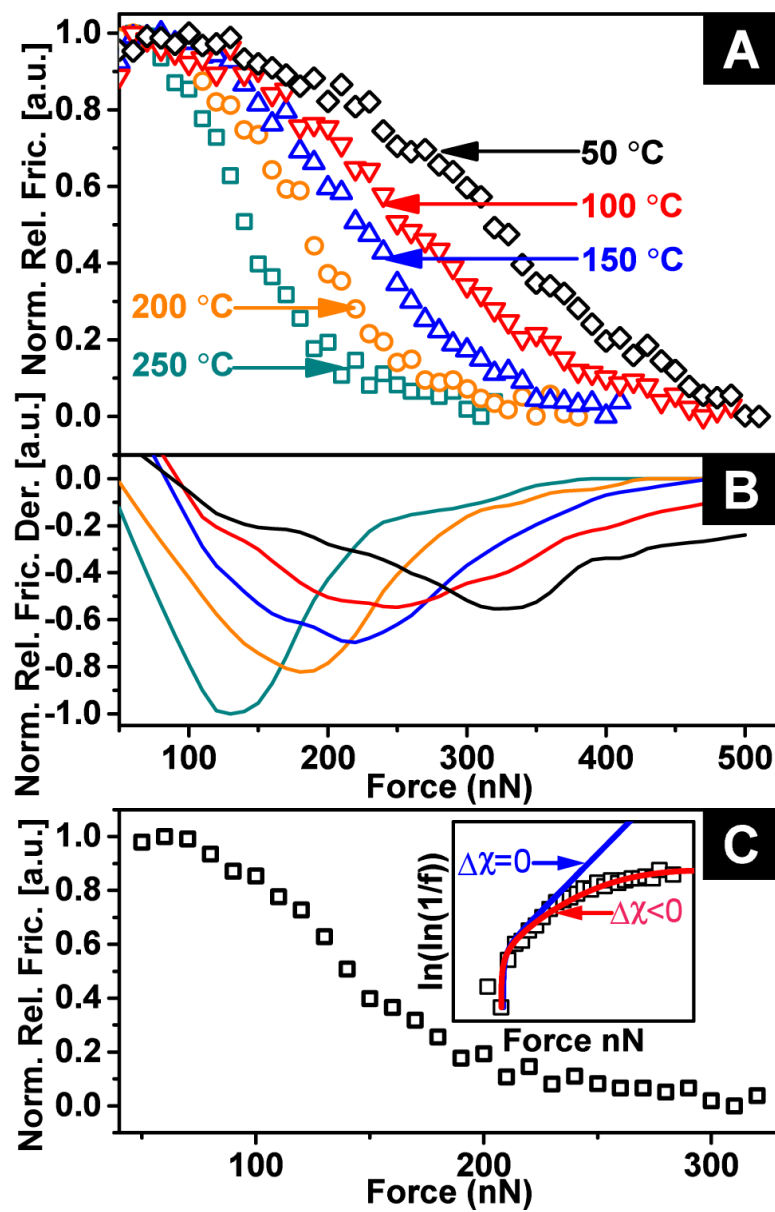 A
Norm. Rel. Fric. [a.u.]
1.0
0.8
0.6
0.4
0.2
0.0
50 °C
100 °C
150 °C
200 °C
250 °C
B
Norm. Rel. Fric. Der. [a.u.]
0.0
-0.2
-0.4
-0.6
-0.8
-1.0
100 200 300 400 500
Force (nN)
C
Norm. Rel. Fric. [a.u.]
1.0
0.8
0.6
0.4
0.2
0.0
ln(ln(1/f))
Δχ=0
Δχ<0
Force nN
100 200 300
Force (nN)